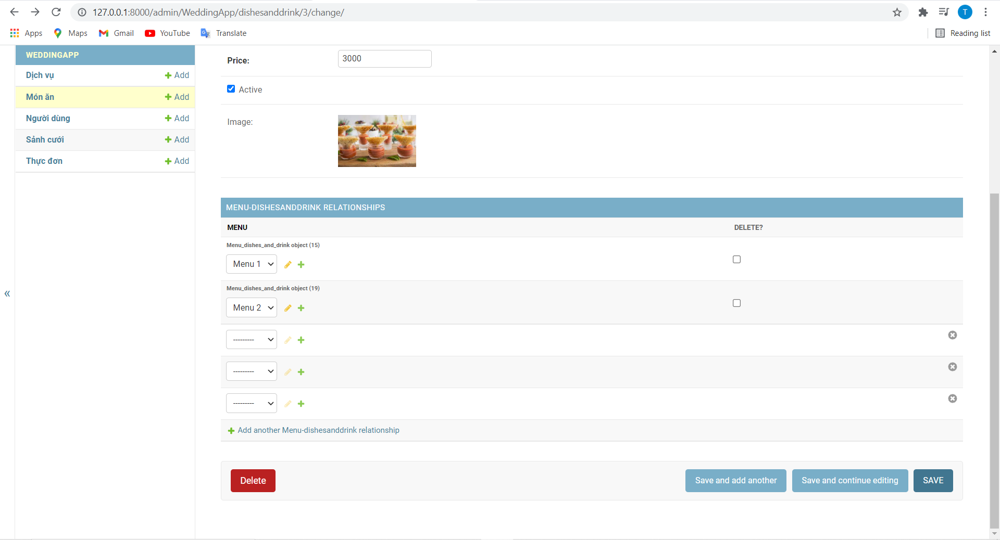 127.0.0.1:8000/admin/WeddingApp/dishesanddrink/3/change/
T
Apps Maps Gmail YouTube Translate Reading list
WEDDINGAPP
Dịch vụ Add
Món ăn Add
Người dùng Add
Sảnh cưới Add
Thực đơn Add
«
Price: 3000
Active
Image:
MENU-DISHESANDDRINK RELATIONSHIPS
MENU DELETE?
Menu_dishes_and_drink object (15)
Menu 1
Menu_dishes_and_drink object (19)
Menu 2
---------
---------
---------
Add another Menu-dishesanddrink relationship
Delete Save and add another Save and continue editing SAVE